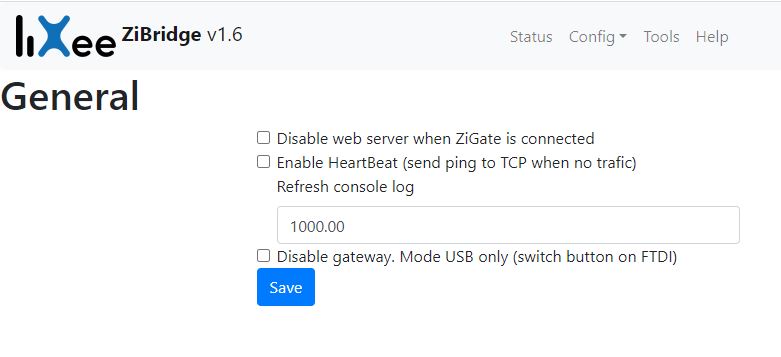 liXee ZiBridge v1.6 Status Config Tools Help
General
Disable web server when ZiGate is connected
Enable HeartBeat (send ping to TCP when no trafic)
Refresh console log
1000.00
Disable gateway. Mode USB only (switch button on FTDI)
Save